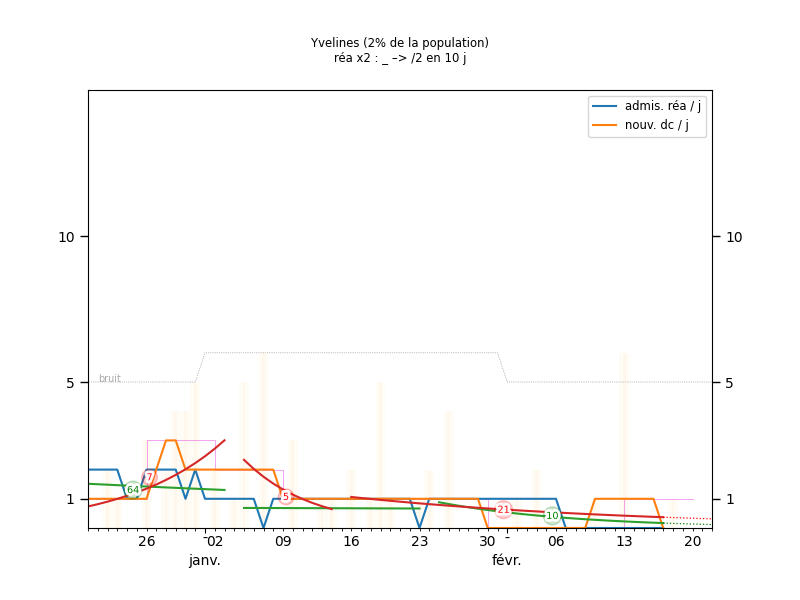 Yvelines (2% de la population)
réa x2 : _ –> /2 en 10 j
admis. réa / j
nouv. dc / j
10 10
bruit
5 5
7
64
5
1 1
21
10
26 02 09 16 23 30 06 13 20
janv. févr.